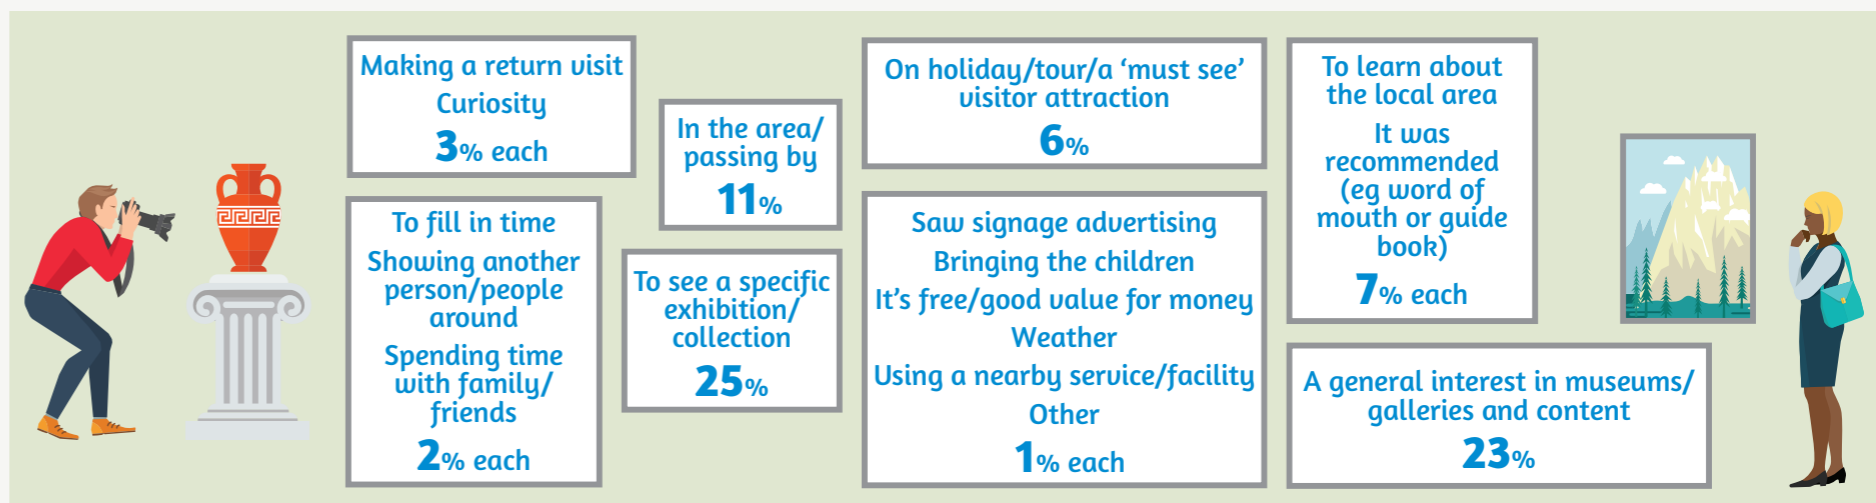 Making a return visit
Curiosity
3% each
To fill in time
Showing another
person/people
around
Spending time
with family/
friends
2% each
In the area/
passing by
11%
To see a specific
exhibition/
collection
25%
On holiday/tour/a ‘must see’
visitor attraction
6%
Saw signage advertising
Bringing the children
It’s free/good value for money
Weather
Using a nearby service/facility
Other
1% each
To learn about
the local area
It was
recommended
(eg word of
mouth or guide
book)
7% each
A general interest in museums/
galleries and content
23%